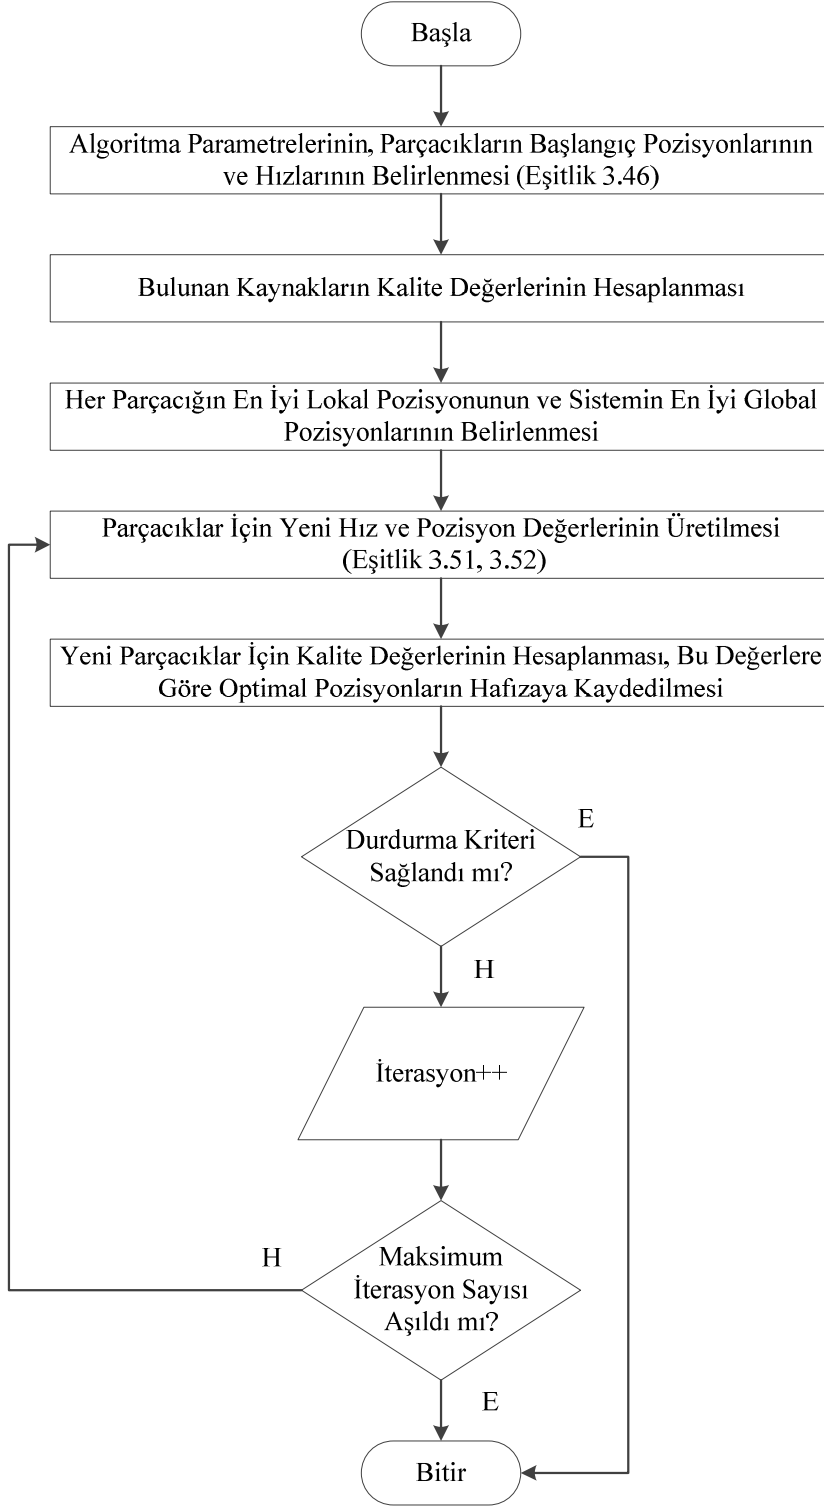 Başla
Algoritma Parametrelerinin, Parçacıkların Başlangıç Pozisyonlarının
ve Hızlarının Belirlenmesi (Eşitlik 3.46)
Bulunan Kaynakların Kalite Değerlerinin Hesaplanması
Her Parçacığın En İyi Lokal Pozisyonunun ve Sistemin En İyi Global
Pozisyonlarının Belirlenmesi
Parçacıklar İçin Yeni Hız ve Pozisyon Değerlerinin Üretilmesi
(Eşitlik 3.51, 3.52)
Yeni Parçacıklar İçin Kalite Değerlerinin Hesaplanması, Bu Değerlere
Göre Optimal Pozisyonların Hafızaya Kaydedilmesi
E
Durdurma Kriteri
Sağlandı mı?
H
İterasyon++
H
Maksimum
İterasyon Sayısı
Aşıldı mı?
E
Bitir